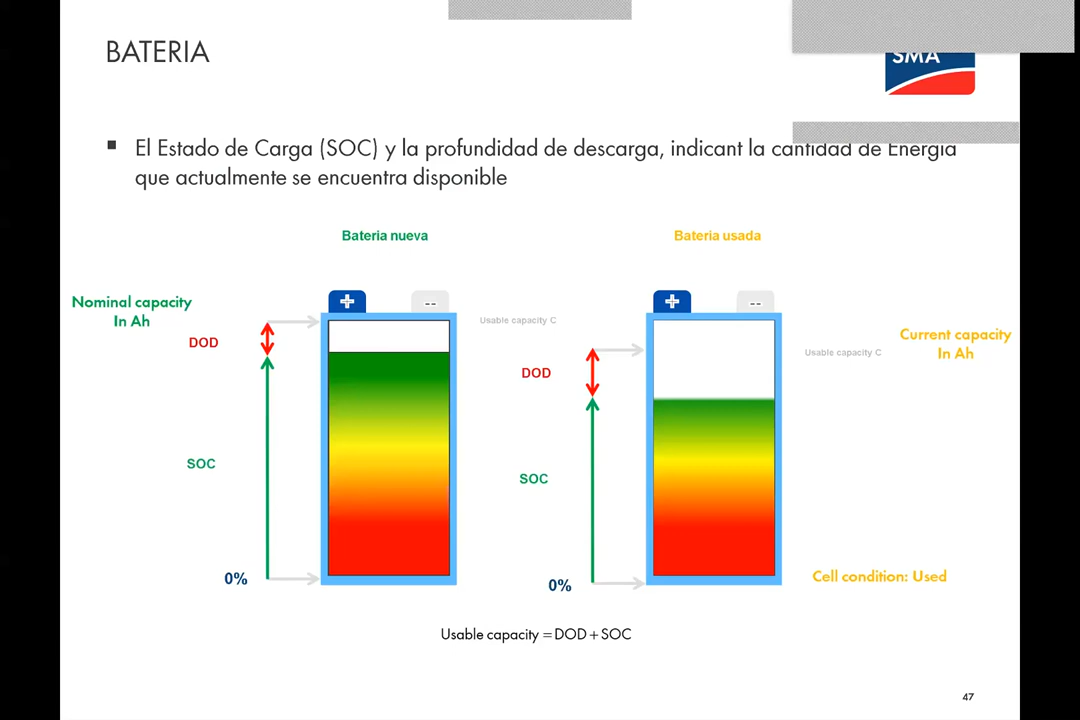 BATERIA
SMA
▪ El Estado de Carga (SOC) y la profundidad de descarga, indicant la cantidad de Energia
que actualmente se encuentra disponible
Bateria nueva
Bateria usada
Nominal capacity
In Ah
+
--
+
--
Usable capacity C
DOD
Current capacity
In Ah
Usable capacity C
DOD
SOC
SOC
0%
0%
Cell condition: Used
Usable capacity = DOD + SOC
47